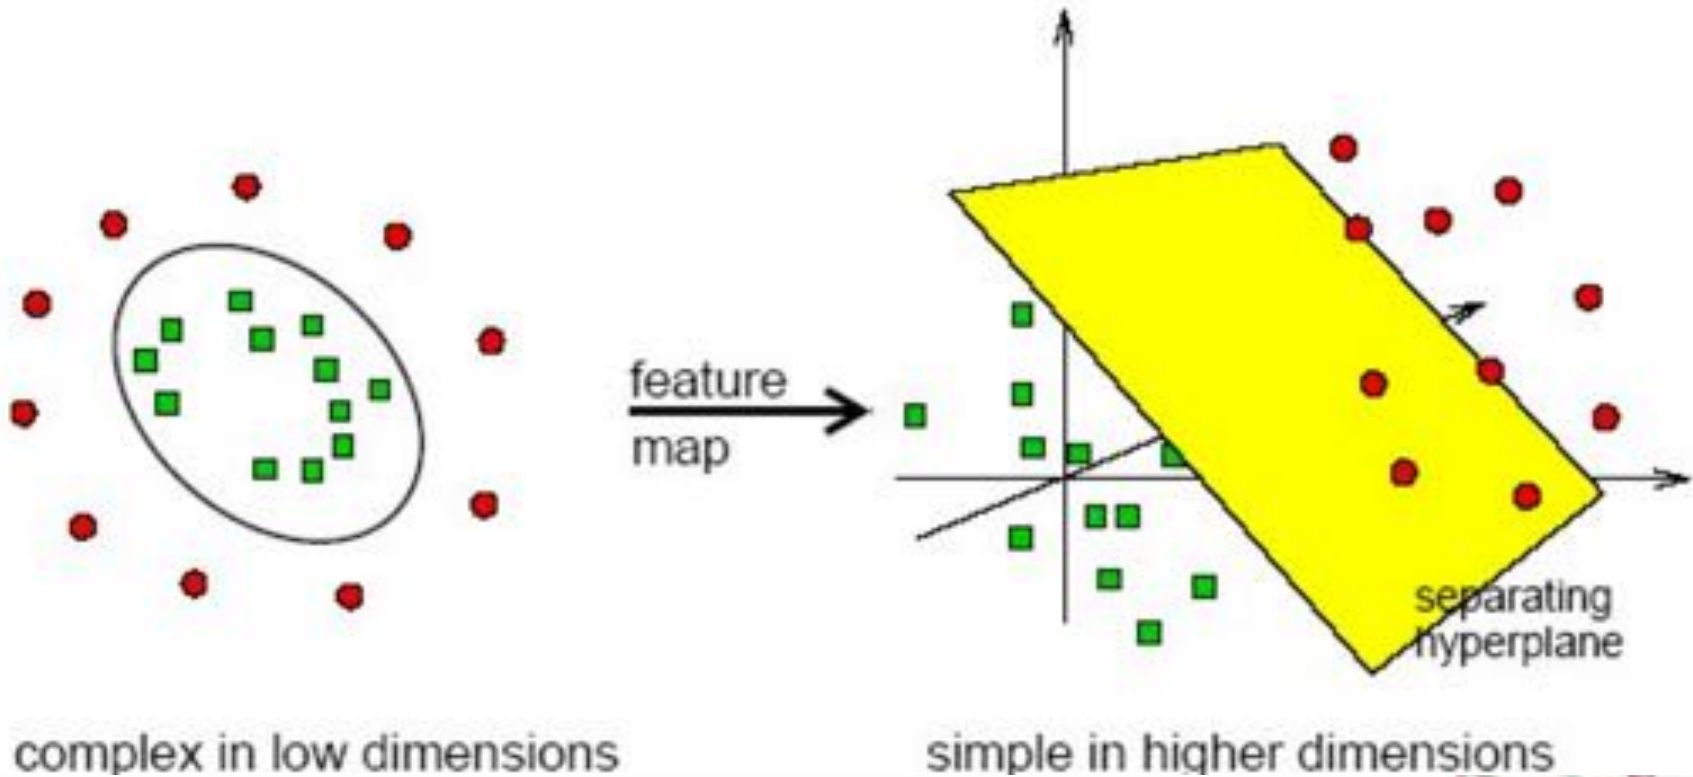 feature
map
separating
hyperplane
complex in low dimensions
simple in higher dimensions